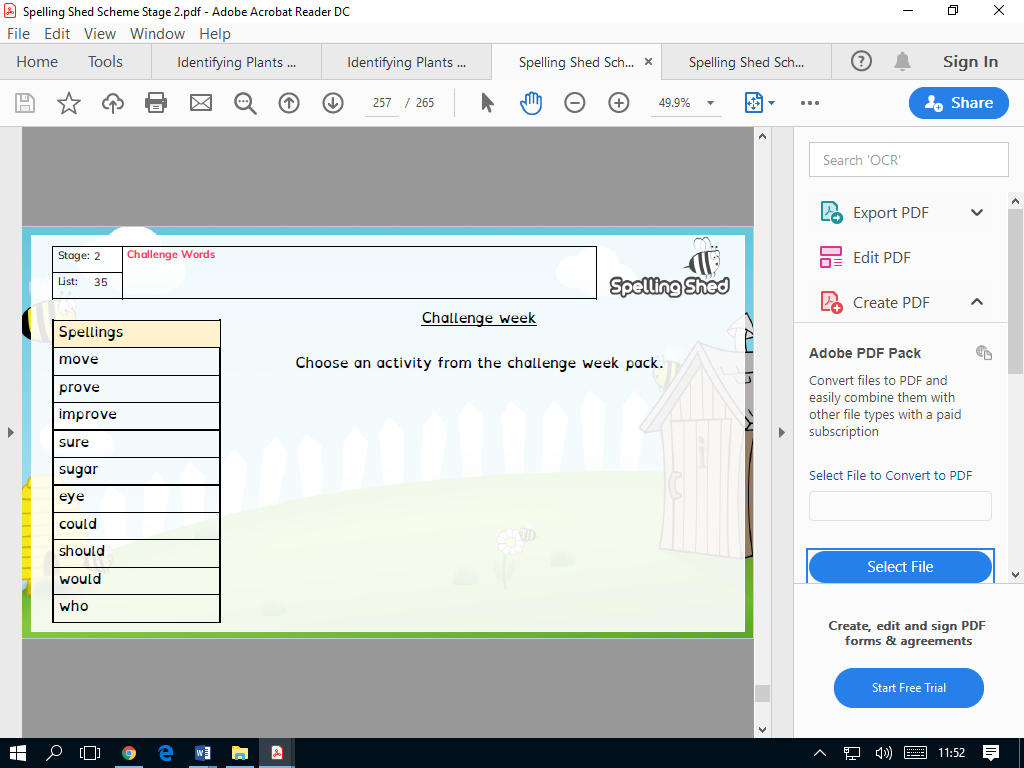 Spelling Shed Scheme Stage 2.pdf - Adobe Acrobat Reader DC
File Edit View Window Help
Home Tools Identifying Plants ... Identifying Plants ... Spelling Shed Sch... × Spelling Shed Sch... Sign In
257 / 265 49.9% Share
Stage: 2 Challenge Words
List: 35
Spelling Shed
Challenge week
Choose an activity from the challenge week pack.
Spellings
move
prove
improve
sure
sugar
eye
could
should
would
who
Search 'OCR'
Export PDF
Edit PDF
Create PDF
Adobe PDF Pack
Convert files to PDF and
easily combine them with
other file types with a paid
subscription
Select File to Convert to PDF
Select File
Create, edit and sign PDF
forms & agreements
Start Free Trial
11:52